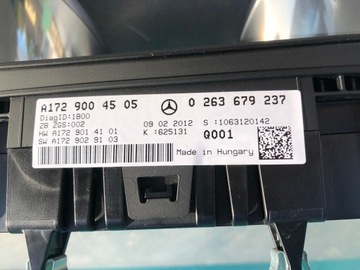 A172 900 45 05 0 263 679 237
DiagID:1B00
ZB ZGS:002 09 02 2012 S :1063120142
HW A172 901 41 01 K :625131 Q001
SW A172 902 91 03
Made in Hungary